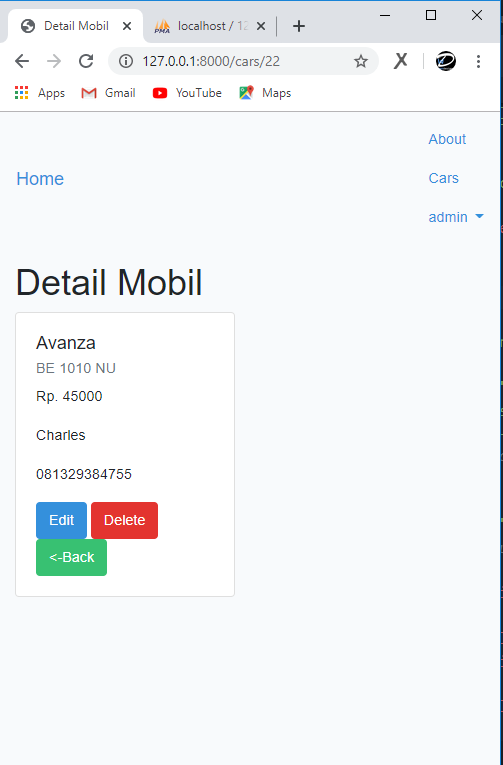 Detail Mobil
localhost / 12
127.0.0.1:8000/cars/22
X
Apps Gmail YouTube Maps
About
Home
Cars
admin
Detail Mobil
Avanza
BE 1010 NU
Rp. 45000
Charles
081329384755
Edit Delete
<-Back